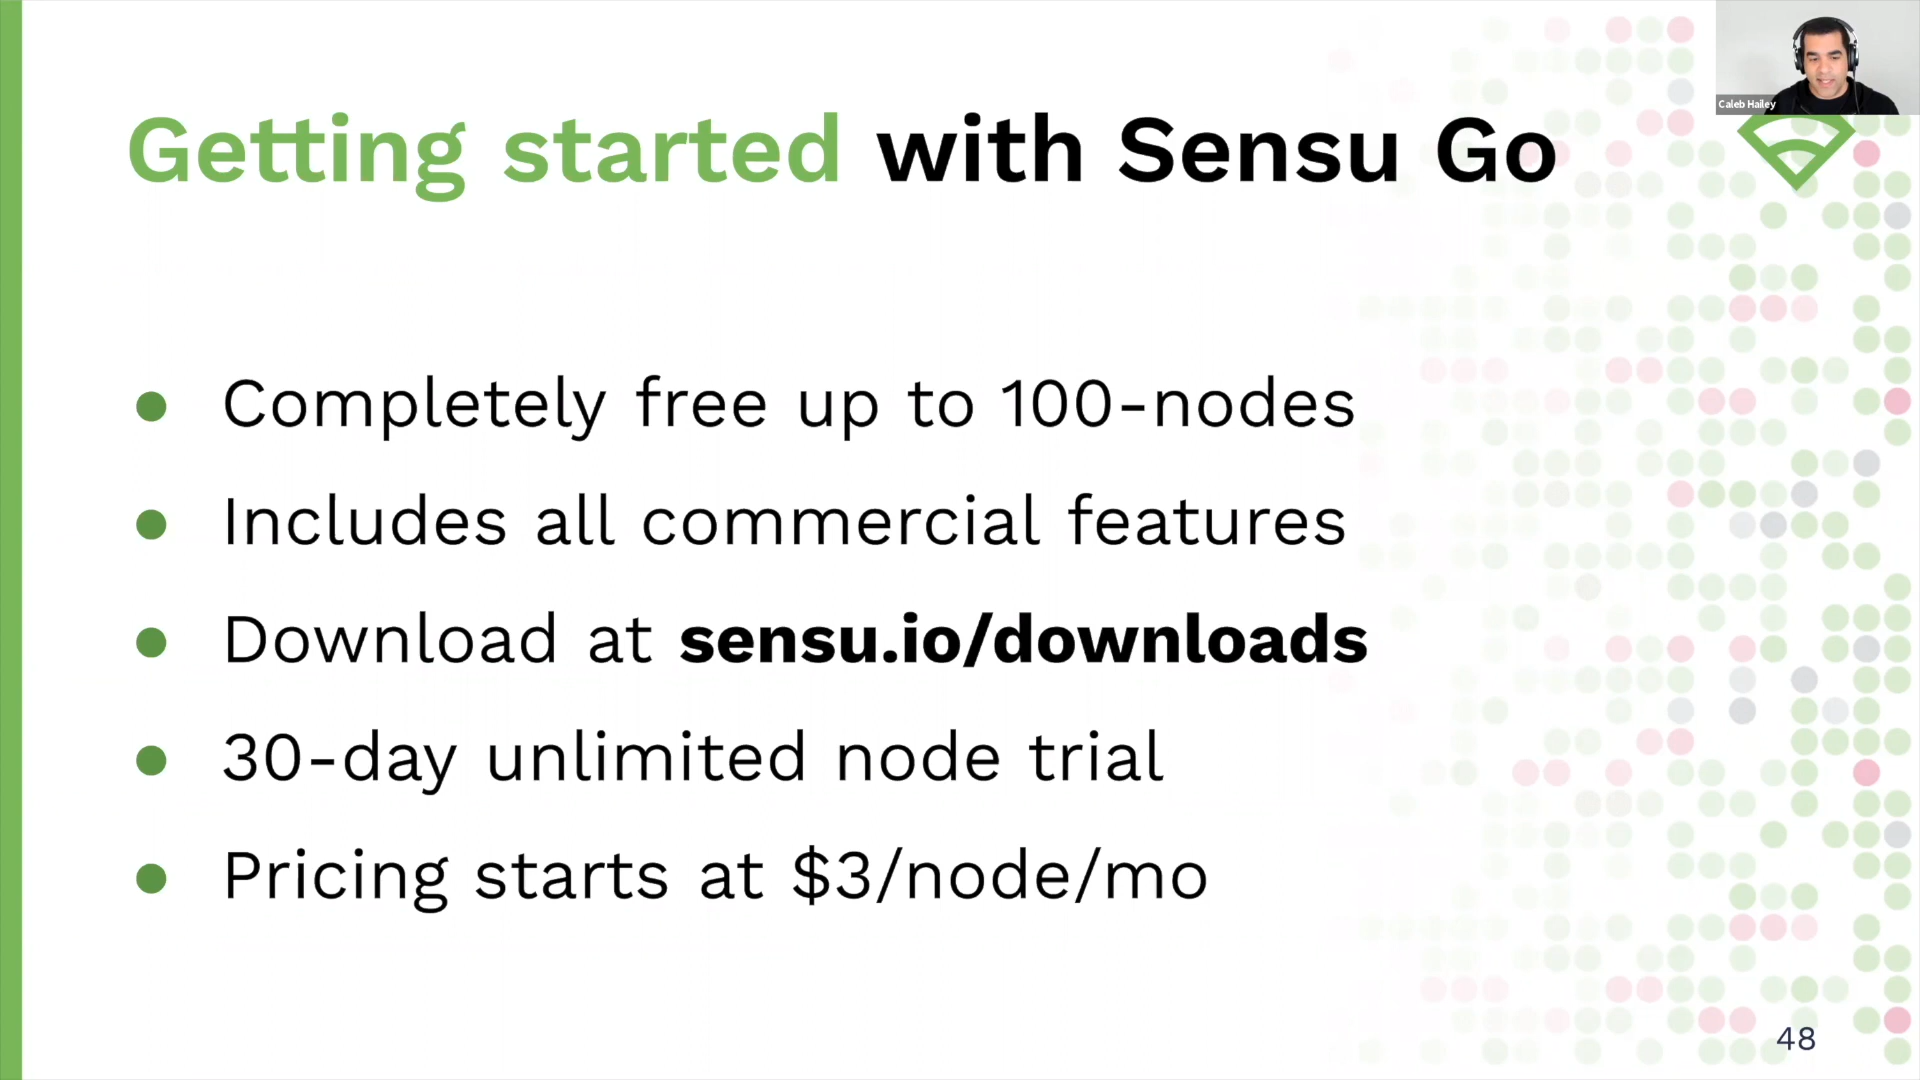 Caleb Hailey
Getting started with Sensu Go
Completely free up to 100-nodes
Includes all commercial features
Download at sensu.io/downloads
30-day unlimited node trial
Pricing starts at $3/node/mo
48